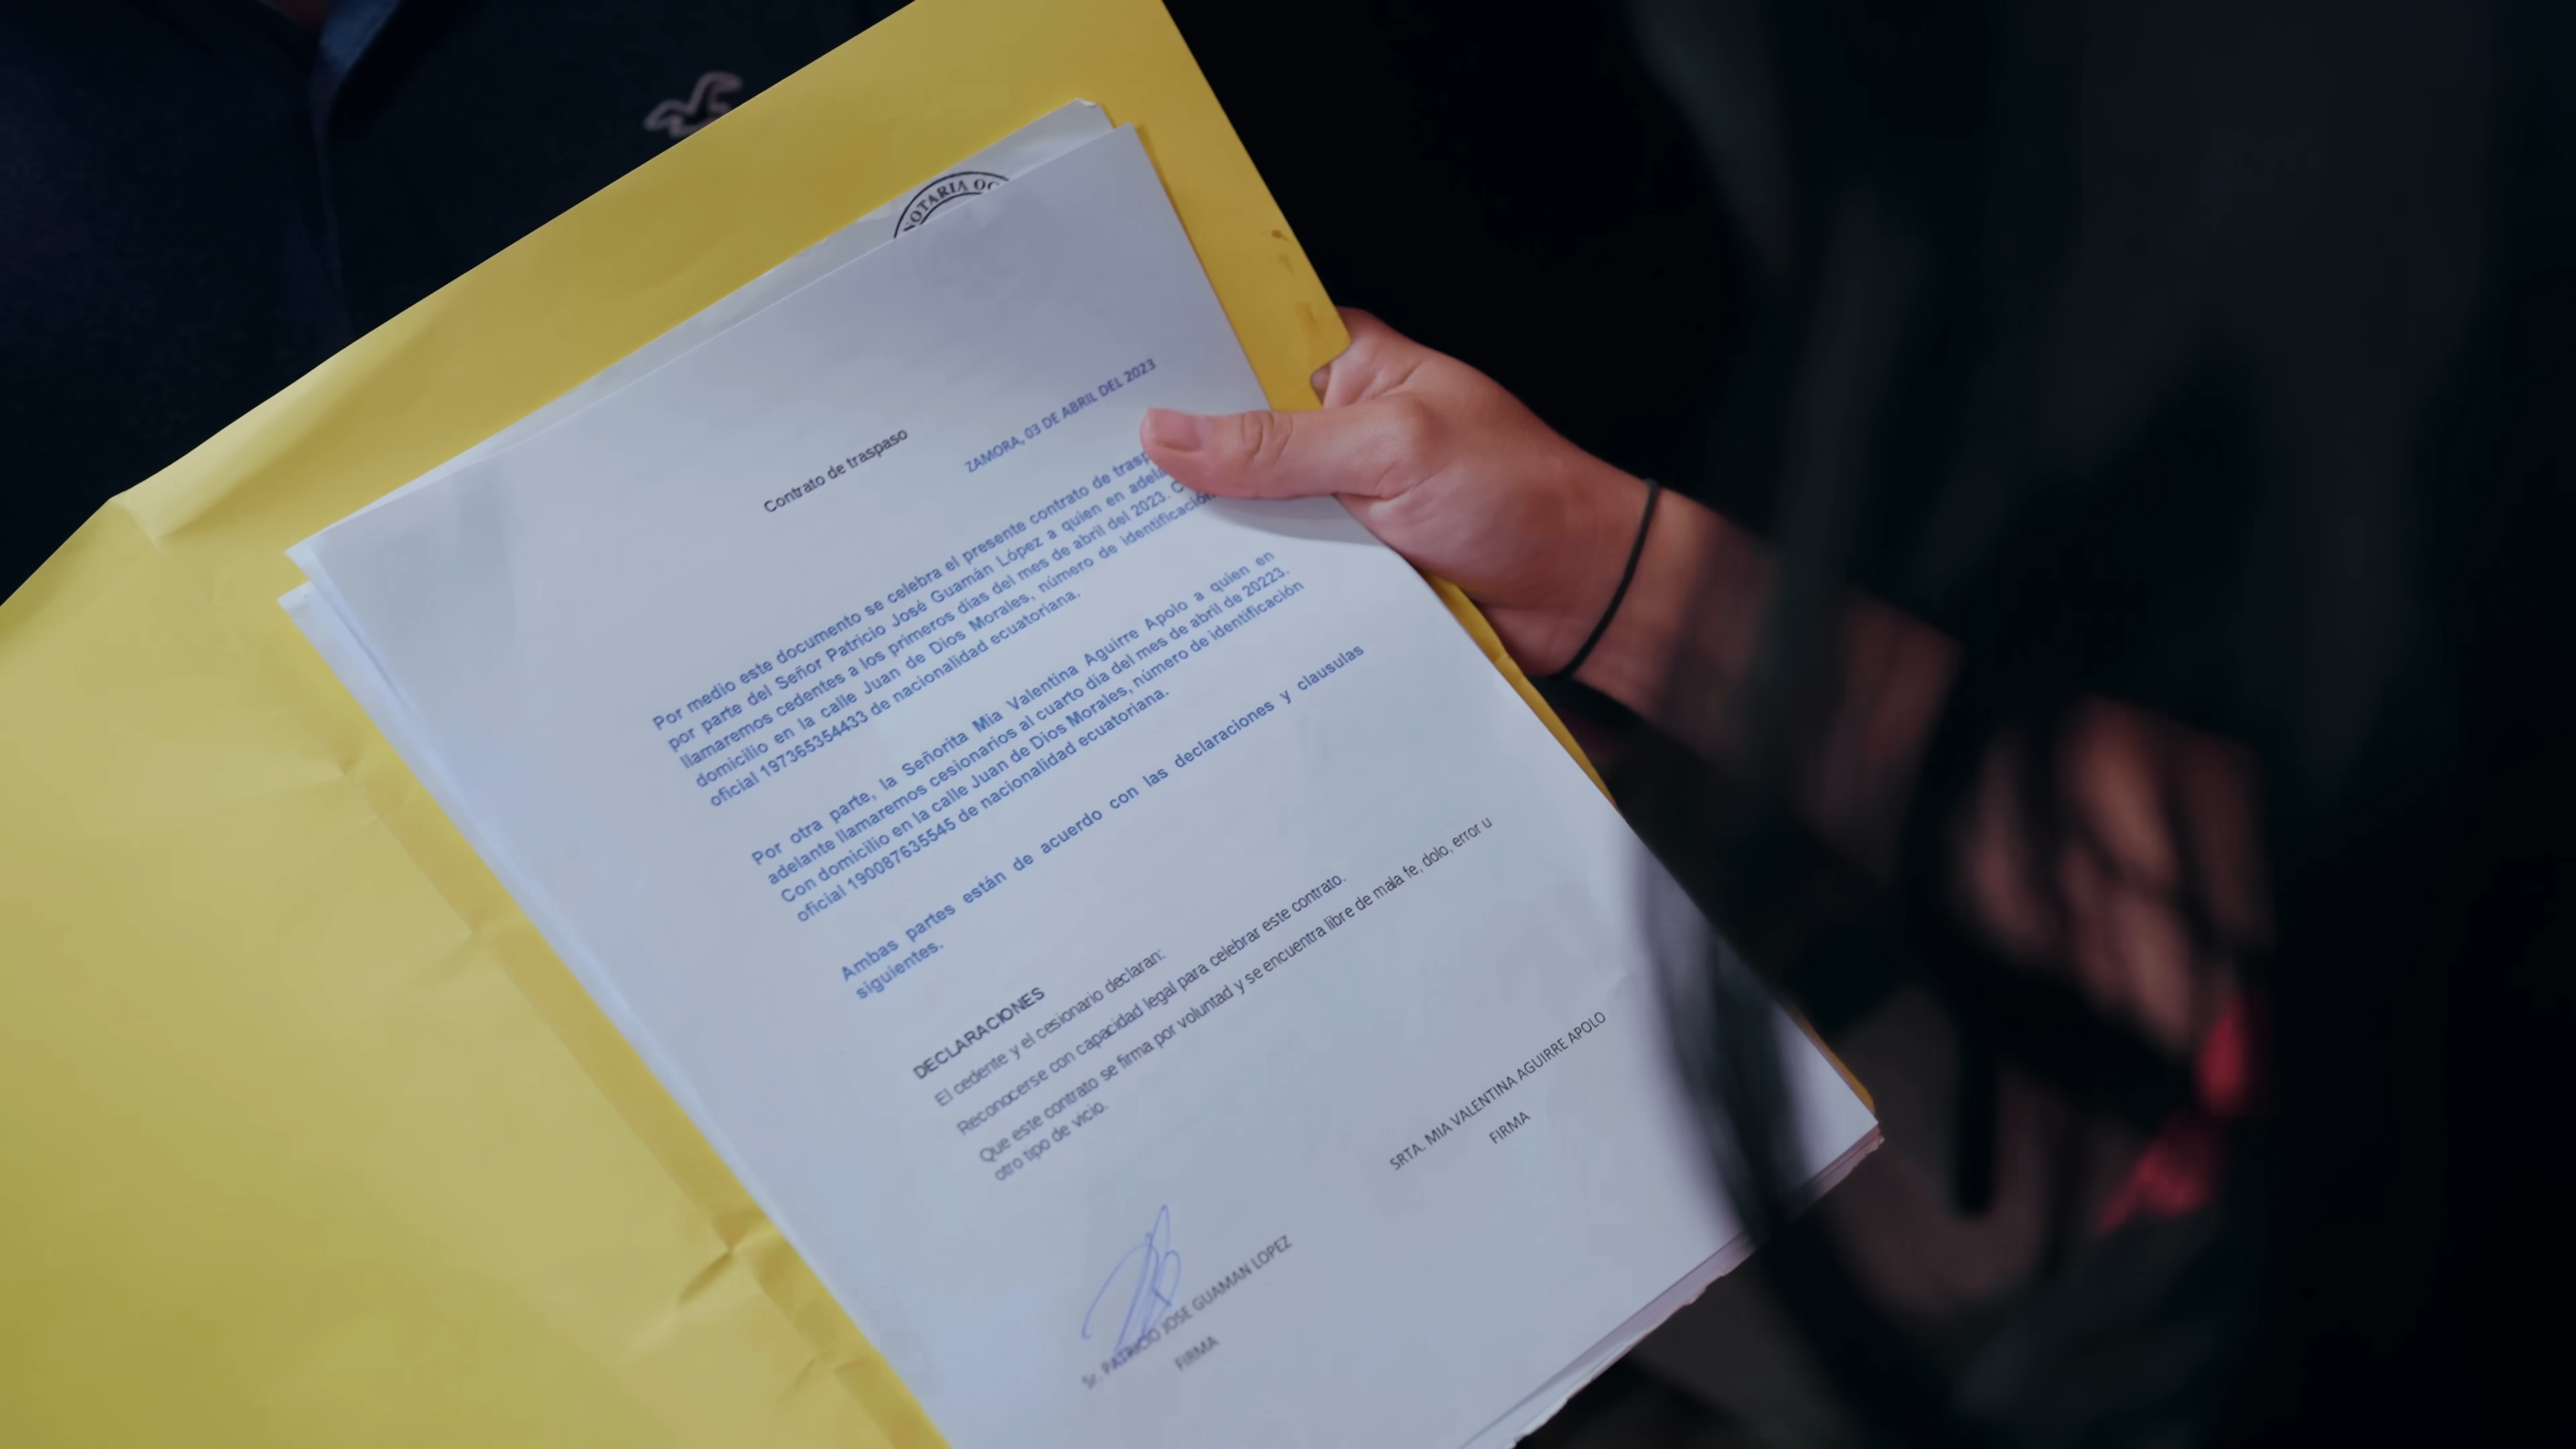 NOTARIA
Contrato de traspaso
ZAMORA, 03 DE ABRIL DEL 2023
Por medio este documento se celebra el presente contrato de
por parte del Señor Patricio José Guamán López a quien en
llamaremos cedentes a los primeros días del mes de abril del 2023.
domicilio en la calle Juan de Dios Morales, número de identificación
oficial 197365354433 de nacionalidad ecuatoriana.
Por otra parte, la Señorita Mia Valentina Aguirre Apolo a quien en
adelante llamaremos cesionarios al cuarto día del mes de abril de 20223.
Con domicilio en la calle Juan de Dios Morales, número de identificación
oficial 190087635545 de nacionalidad ecuatoriana.
Ambas partes están de acuerdo con las declaraciones y clausulas
siguientes.
DECLARACIONES
El cedente y el cesionario declaran:
Reconocerse con capacidad legal para celebrar este contrato.
Que este contrato se firma por voluntad y se encuentra libre de mala fe, dolo, error u
otro tipo de vicio.
SRTA. MIA VALENTINA AGUIRRE APOLO
FIRMA
Sr. PATRICIO JOSE GUAMAN LOPEZ
FIRMA